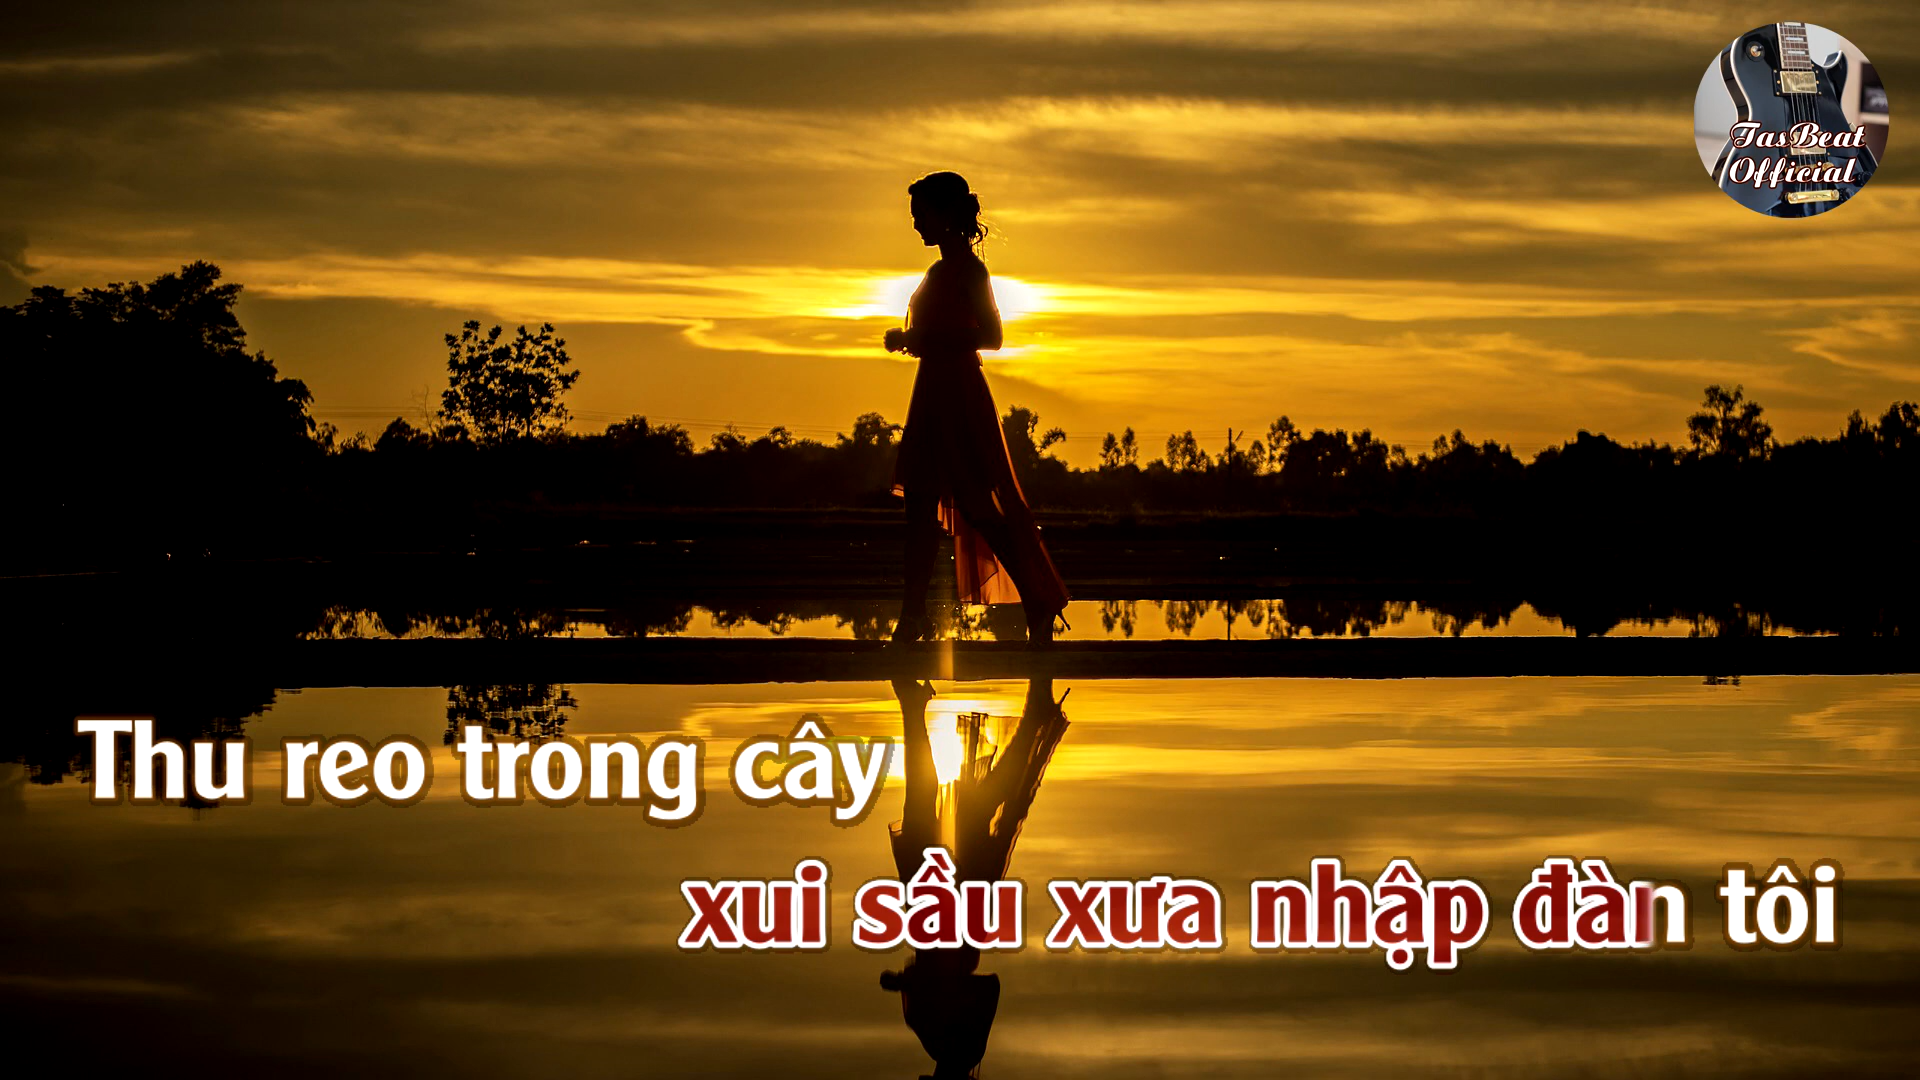 TasBeat
Official
Thu reo trong cây
xui sầu xưa nhập đàn tôi